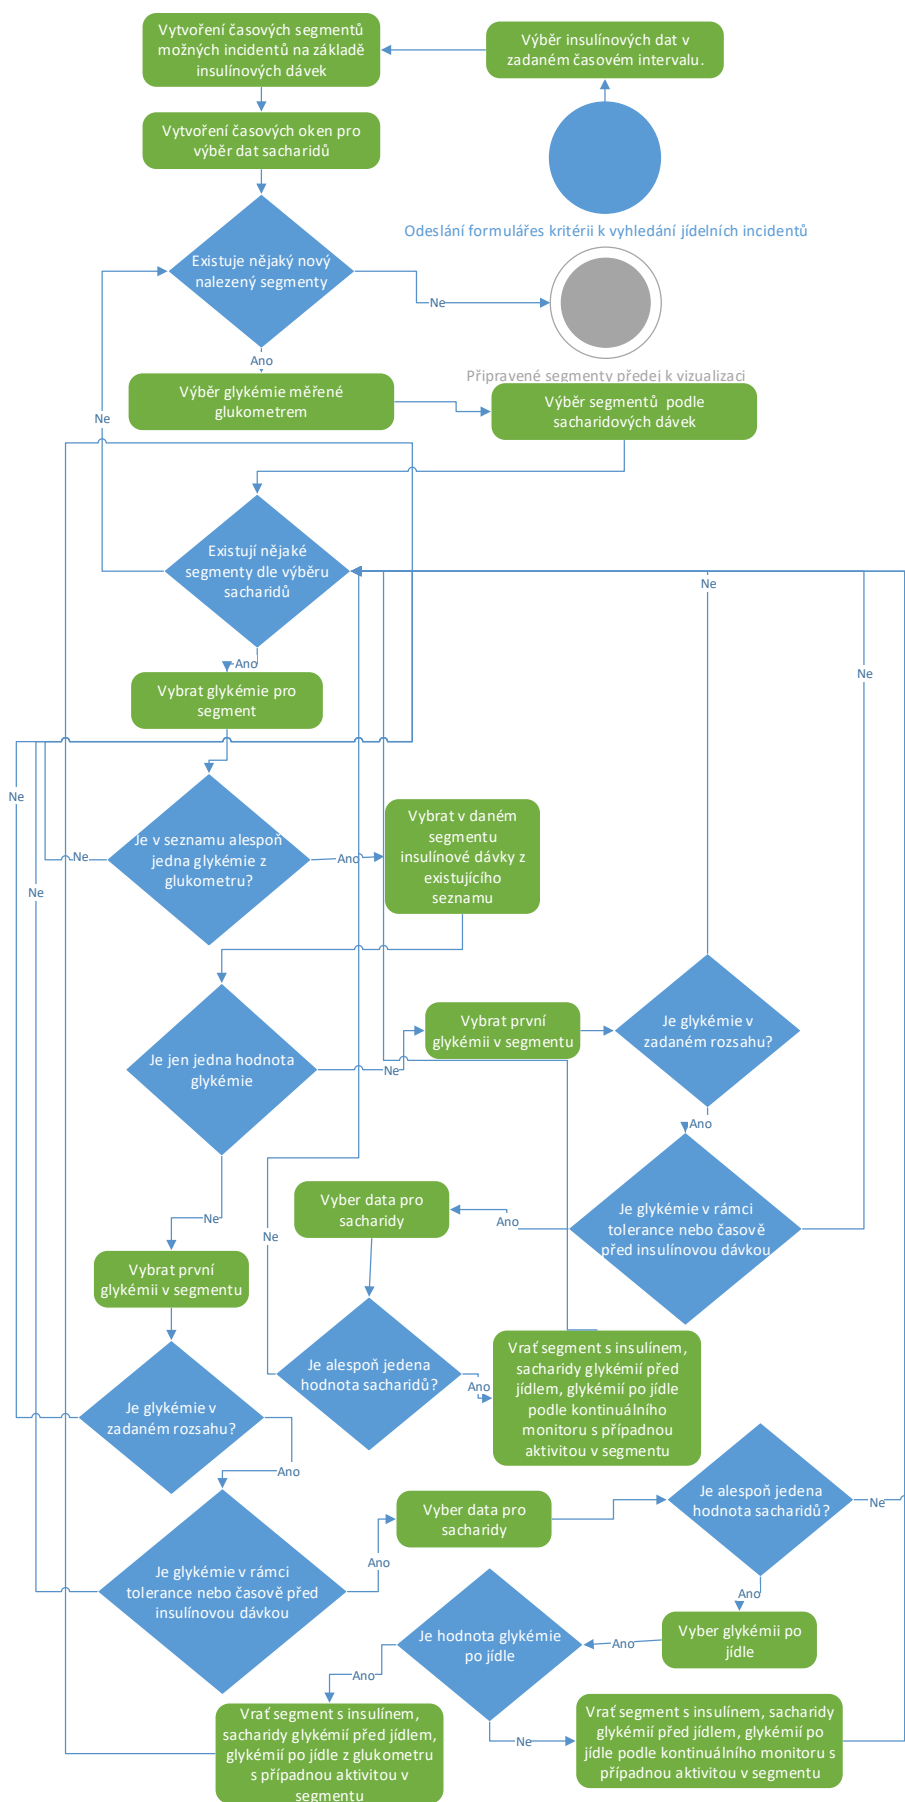 Vytvoření časových segmentů
možných incidentů na základě
insulínových dávek
Výběr insulínových dat v
zadaném časovém intervalu.
Vytvoření časových oken pro
výběr dat sacharidů
Odeslání formulářes kritérii k vyhledání jídelních incidentů
Existuje nějaký nový
nalezený segmenty
Ne
Ano
Připravené segmenty předej k vizualizaci
Výběr glykémie měřené
glukometrem
Výběr segmentů podle
sacharidových dávek
Ne
Existují nějaké
segmenty dle výběru
sacharidů
Ne
Ne
Ano
Vybrat glykémie pro
segment
Ne
Je v seznamu alespoň
jedna glykémie z
glukometru?
Ne
Ano
Ne
Vybrat v daném
segmentu
insulínové dávky z
existujícího
seznamu
Je jen jedna hodnota
glykémie
Ne
Vybrat první
glykémii v segmentu
Je glykémie v
zadaném rozsahu?
Ano
Vyber data pro
sacharidy
Ano
Je glykémie v rámci
tolerance nebo časově
před insulínovou dávkou
Ne
Ne
Vybrat první
glykémii v segmentu
Je alespoň jedena
hodnota sacharidů?
Ano
Vrať segment s insulínem,
sacharidy glykémií před
jídlem, glykémií po jídle
podle kontinuálního
monitoru s případnou
aktivitou v segmentu
Je glykémie v
zadaném rozsahu?
Ano
Je glykémie v rámci
tolerance nebo časově před
insulínovou dávkou
Ano
Vyber data pro
sacharidy
Je alespoň jedena
hodnota sacharidů?
Ne
Ano
Vyber glykémii po
jídle
Ano
Je hodnota glykémie
po jídle
Ano
Ne
Vrať segment s insulínem,
sacharidy glykémií před jídlem,
glykémií po jídle z glukometru
s případnou aktivitou v
segmentu
Vrať segment s insulínem, sacharidy
glykémií před jídlem, glykémií po
jídle podle kontinuálního monitoru s
případnou aktivitou v segmentu